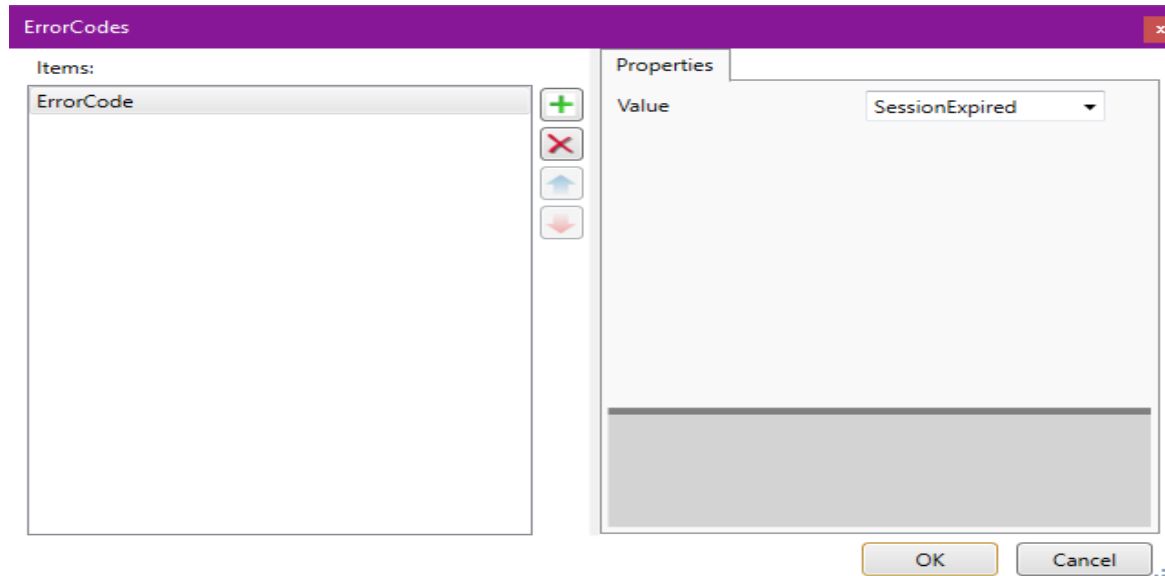 ErrorCodes
Items:
ErrorCode
Properties
Value
SessionExpired
OK
Cancel